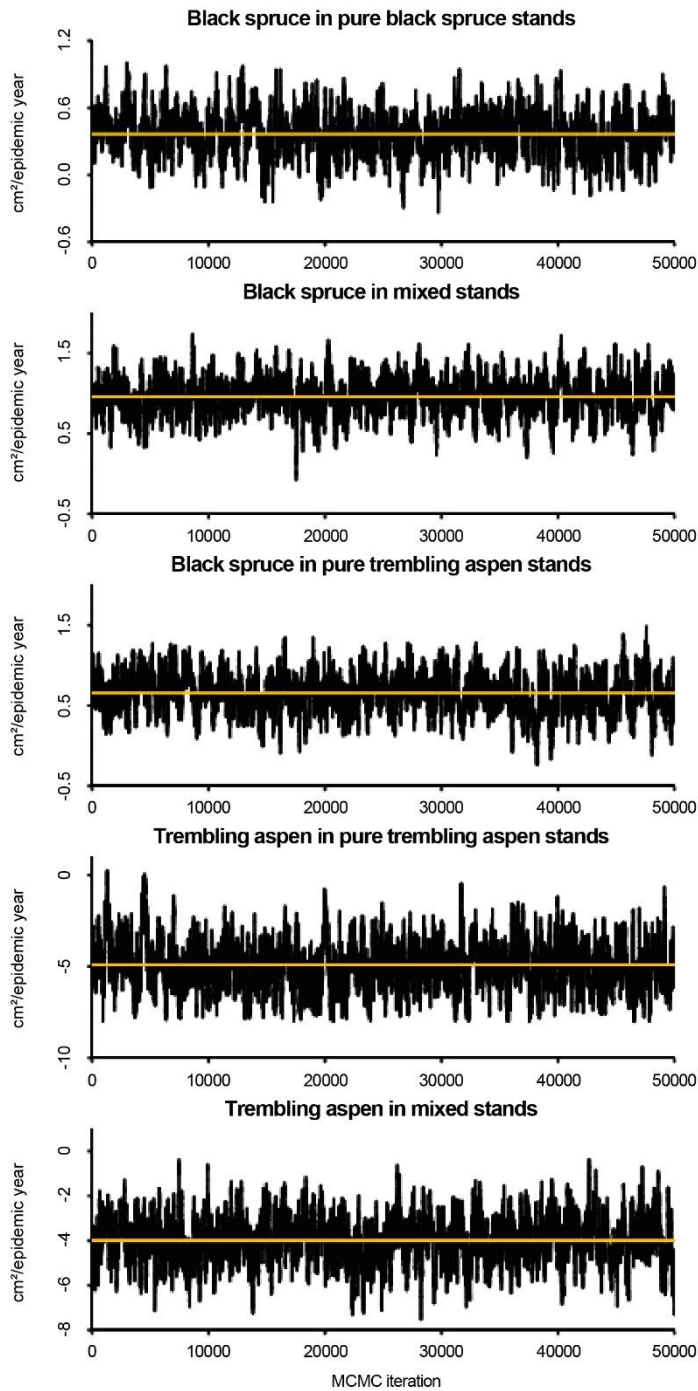 Black spruce in pure black spruce stands
cm²/epidemic year
1.2
0.6
0.0
-0.6
0 10000 20000 30000 40000 50000
Black spruce in mixed stands
cm²/epidemic year
1.5
0.5
-0.5
0 10000 20000 30000 40000 50000
Black spruce in pure trembling aspen stands
cm²/epidemic year
1.5
0.5
-0.5
0 10000 20000 30000 40000 50000
Trembling aspen in pure trembling aspen stands
cm²/epidemic year
0
-5
-10
0 10000 20000 30000 40000 50000
Trembling aspen in mixed stands
cm²/epidemic year
0
-2
-4
-6
-8
0 10000 20000 30000 40000 50000
MCMC iteration